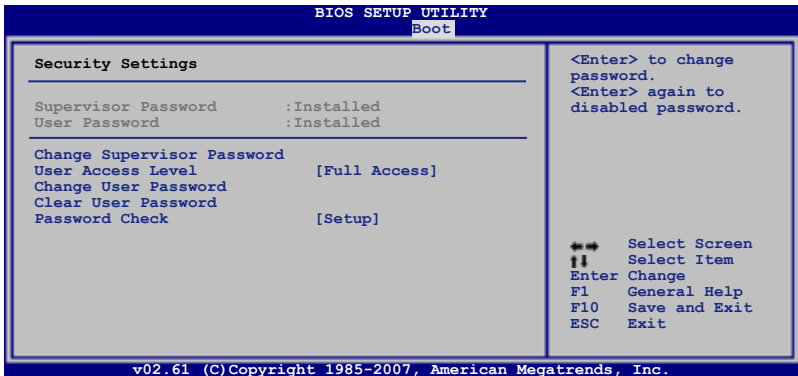 BIOS SETUP UTILITY
Boot
Security Settings
Supervisor Password :Installed
User Password :Installed
Change Supervisor Password
User Access Level [Full Access]
Change User Password
Clear User Password
Password Check [Setup]
<Enter> to change
password.
<Enter> again to
disabled password.
Select Screen
Select Item
Enter Change
F1 General Help
F10 Save and Exit
ESC Exit
v02.61 (C)Copyright 1985-2007, American Megatrends, Inc.